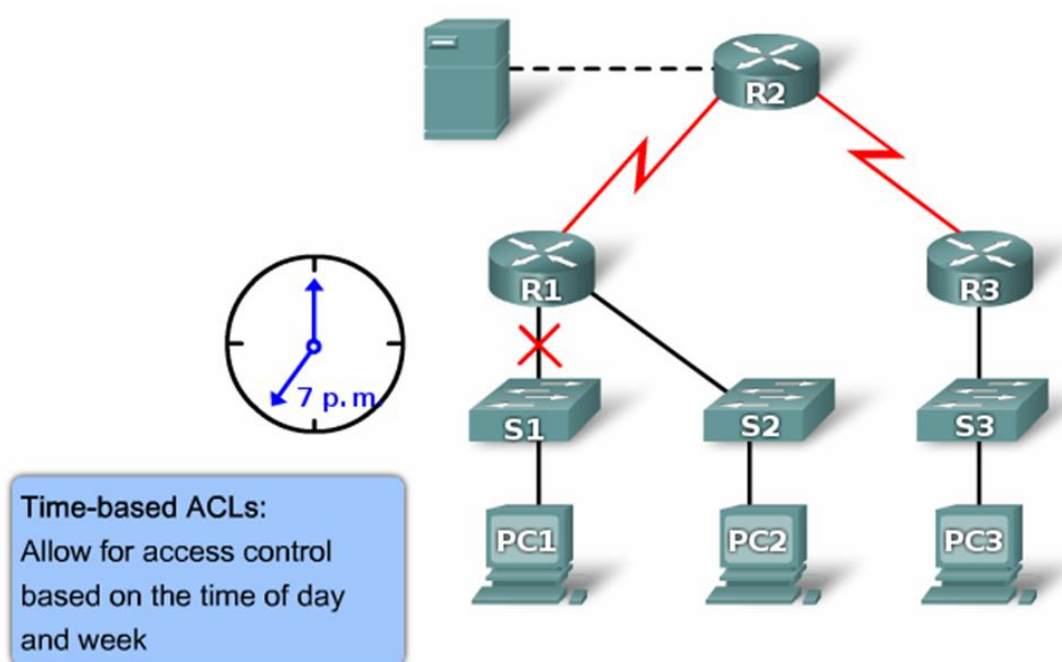 R2
R1
R3
7 p.m.
S1
S2
S3
Time-based ACLs:
Allow for access control
based on the time of day
and week
PC1
PC2
PC3